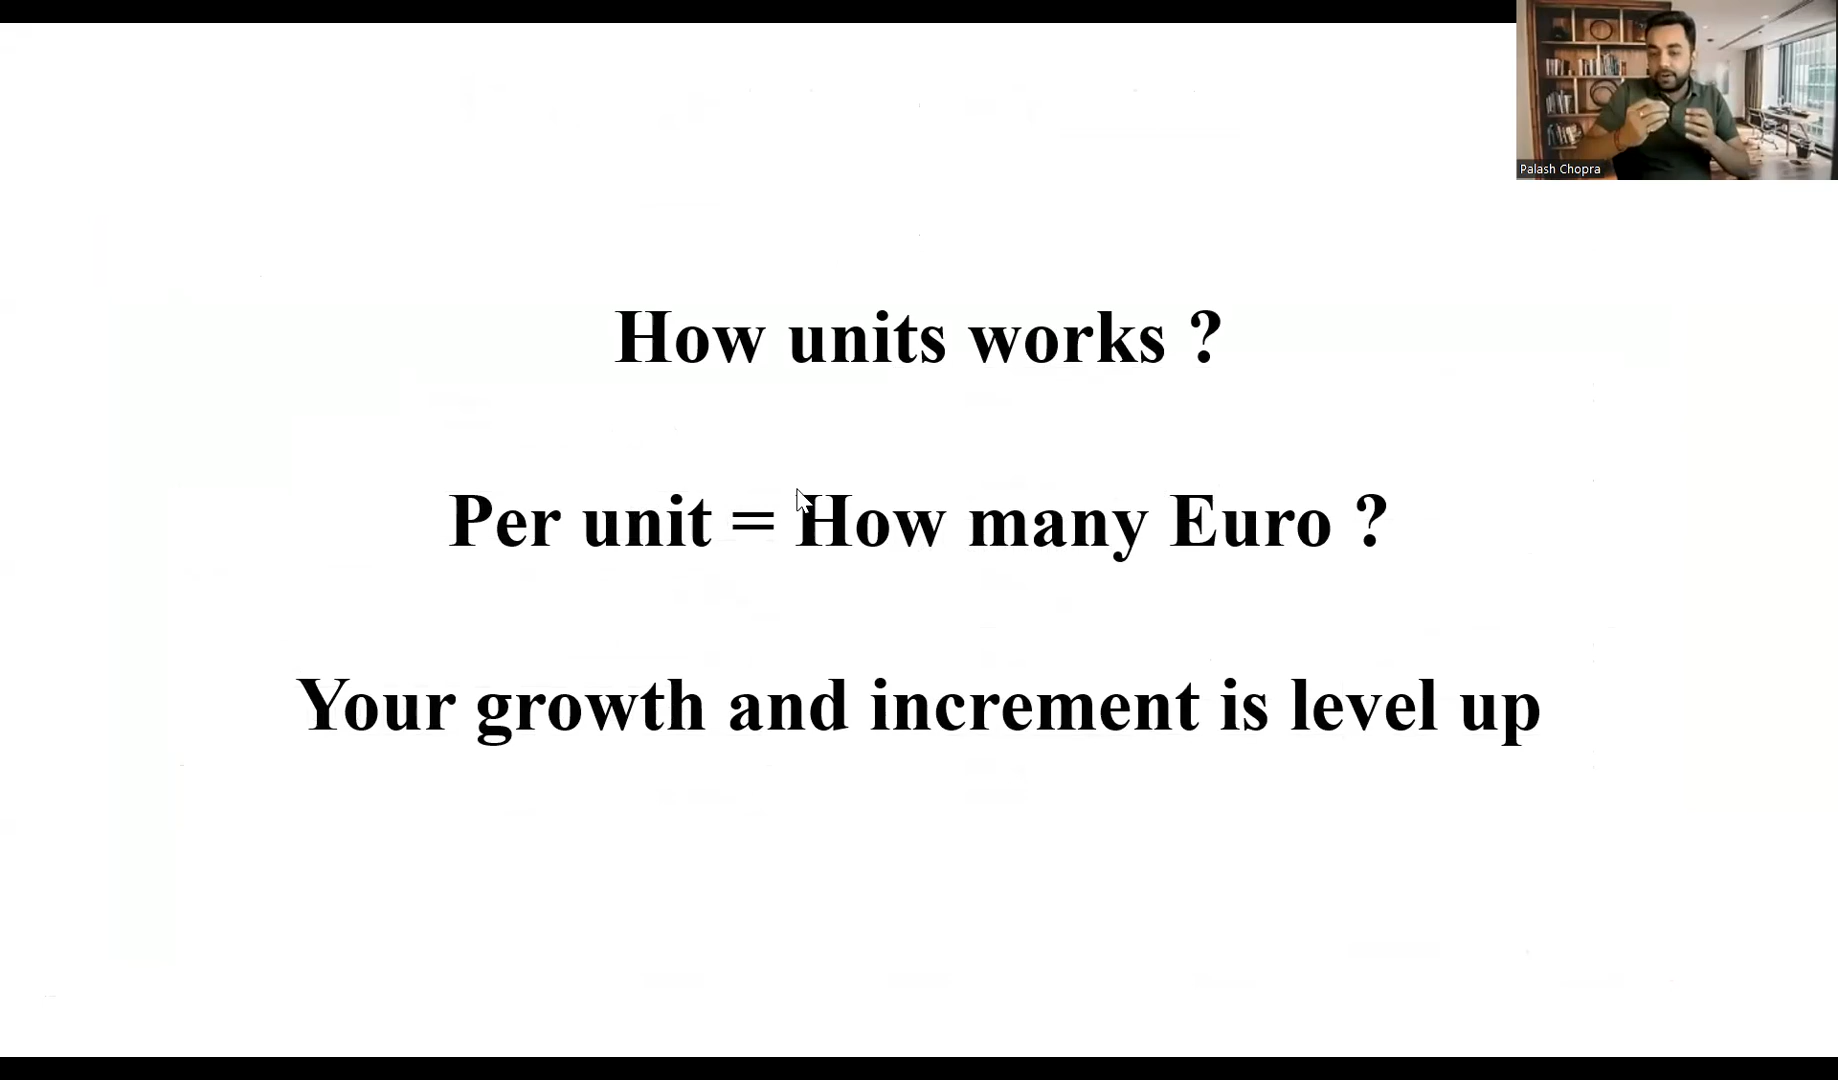 Palash Chopra
How units works ?
Per unit = How many Euro ?
Your growth and increment is level up